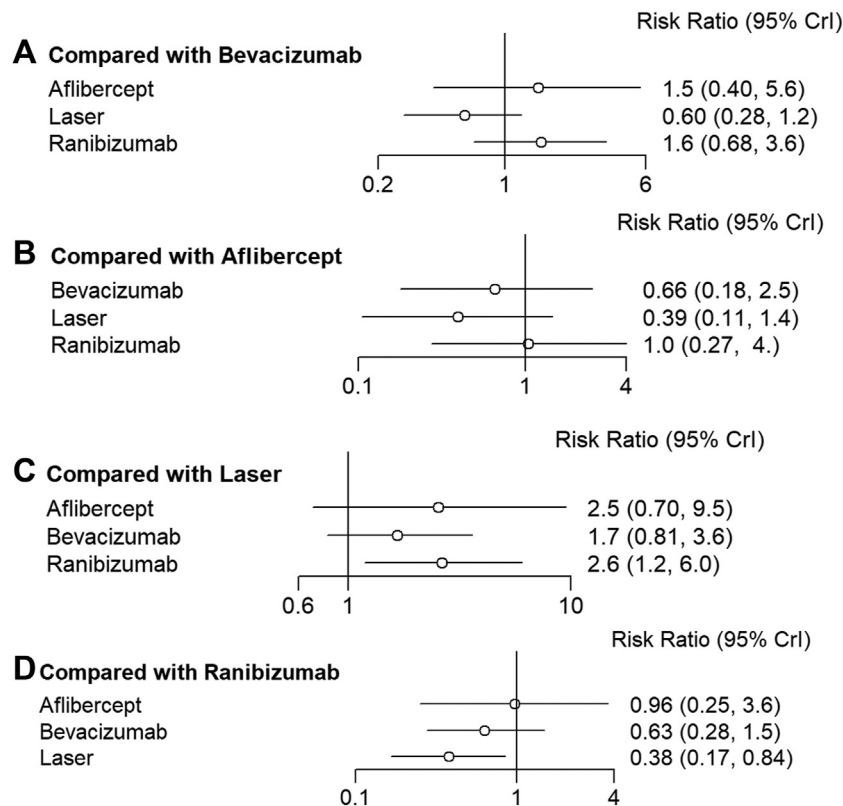 Risk Ratio (95% CrI)
A Compared with Bevacizumab
Aflibercept 1.5 (0.40, 5.6)
Laser 0.60 (0.28, 1.2)
Ranibizumab 1.6 (0.68, 3.6)
0.2 1 6
Risk Ratio (95% CrI)
B Compared with Aflibercept
Bevacizumab 0.66 (0.18, 2.5)
Laser 0.39 (0.11, 1.4)
Ranibizumab 1.0 (0.27, 4.)
0.1 1 4
Risk Ratio (95% CrI)
C Compared with Laser
Aflibercept 2.5 (0.70, 9.5)
Bevacizumab 1.7 (0.81, 3.6)
Ranibizumab 2.6 (1.2, 6.0)
0.6 1 10
Risk Ratio (95% CrI)
D Compared with Ranibizumab
Aflibercept 0.96 (0.25, 3.6)
Bevacizumab 0.63 (0.28, 1.5)
Laser 0.38 (0.17, 0.84)
0.1 1 4